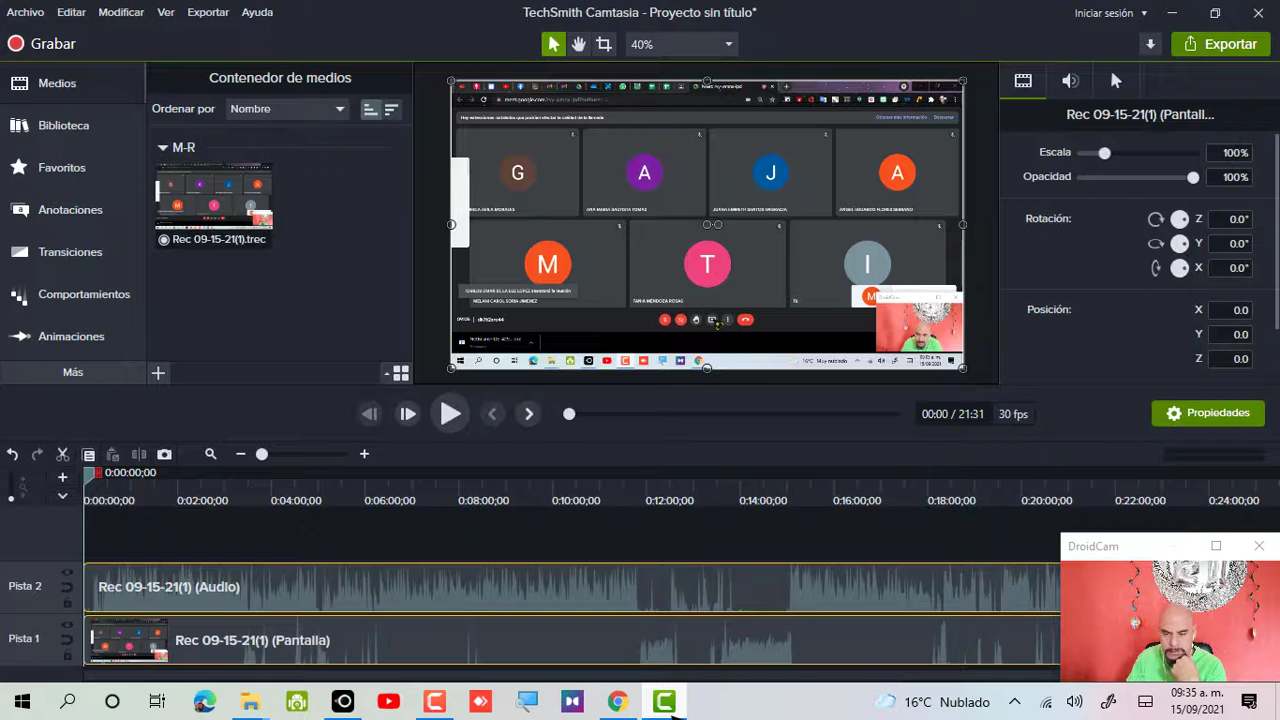 Archivo Editar Modificar Ver Exportar Ayuda
TechSmith Camtasia - Proyecto sin título*
Iniciar sesión
Grabar
40%
Exportar
Medios
Biblioteca
Favoritos
Anotaciones
Transiciones
Comportamientos
Animaciones
Más
Contenedor de medios
Ordenar por Nombre
M-R
Rec 09-15-21(1).trec
G
A
J
A
M
T
I
TANIA MENDOZA ROSAS
DroidCam
Rec 09-15-21(1) (Pantall...
Escala 100%
Opacidad 100%
Rotación: Z 0.0°
Y 0.0°
X 0.0°
Posición: X 0.0
Y 0.0
Z 0.0
00:00 / 21:31 30 fps
Propiedades
0:00:00;00
0:00:00;00 0:02:00;00 0:04:00;00 0:06:00;00 0:08:00;00 0:10:00;00 0:12:00;00 0:14:00;00 0:16:00;00 0:18:00;00 0:20:00;00 0:22:00;00 0:24:00;00
Pista 2
Rec 09-15-21(1) (Audio)
Pista 1
Rec 09-15-21(1) (Pantalla)
DroidCam
16°C Nublado
09:35 a. m.
15/09/2021